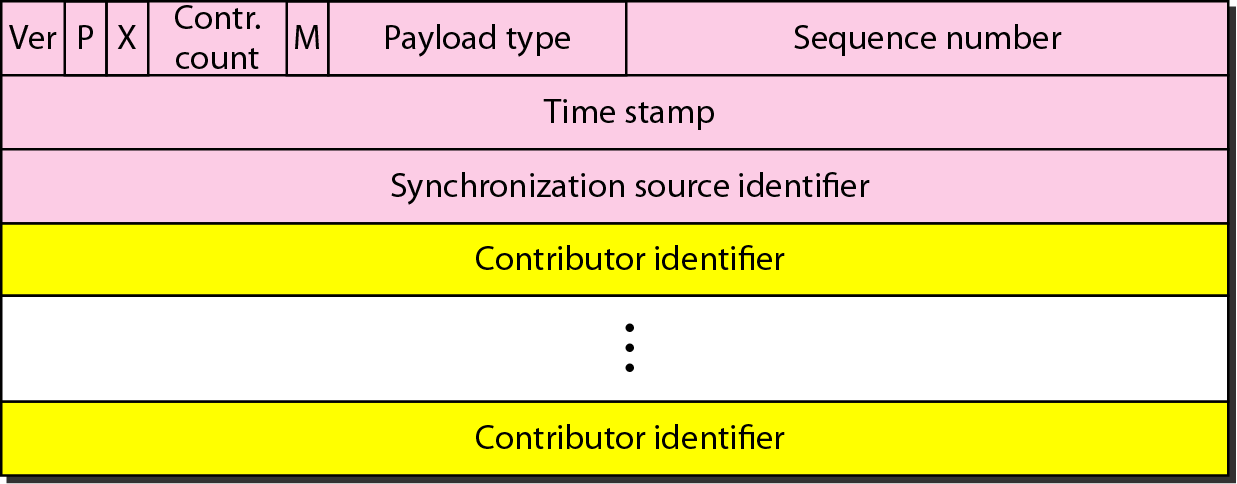 Ver P X Contr. count M Payload type Sequence number
Time stamp
Synchronization source identifier
Contributor identifier
Contributor identifier